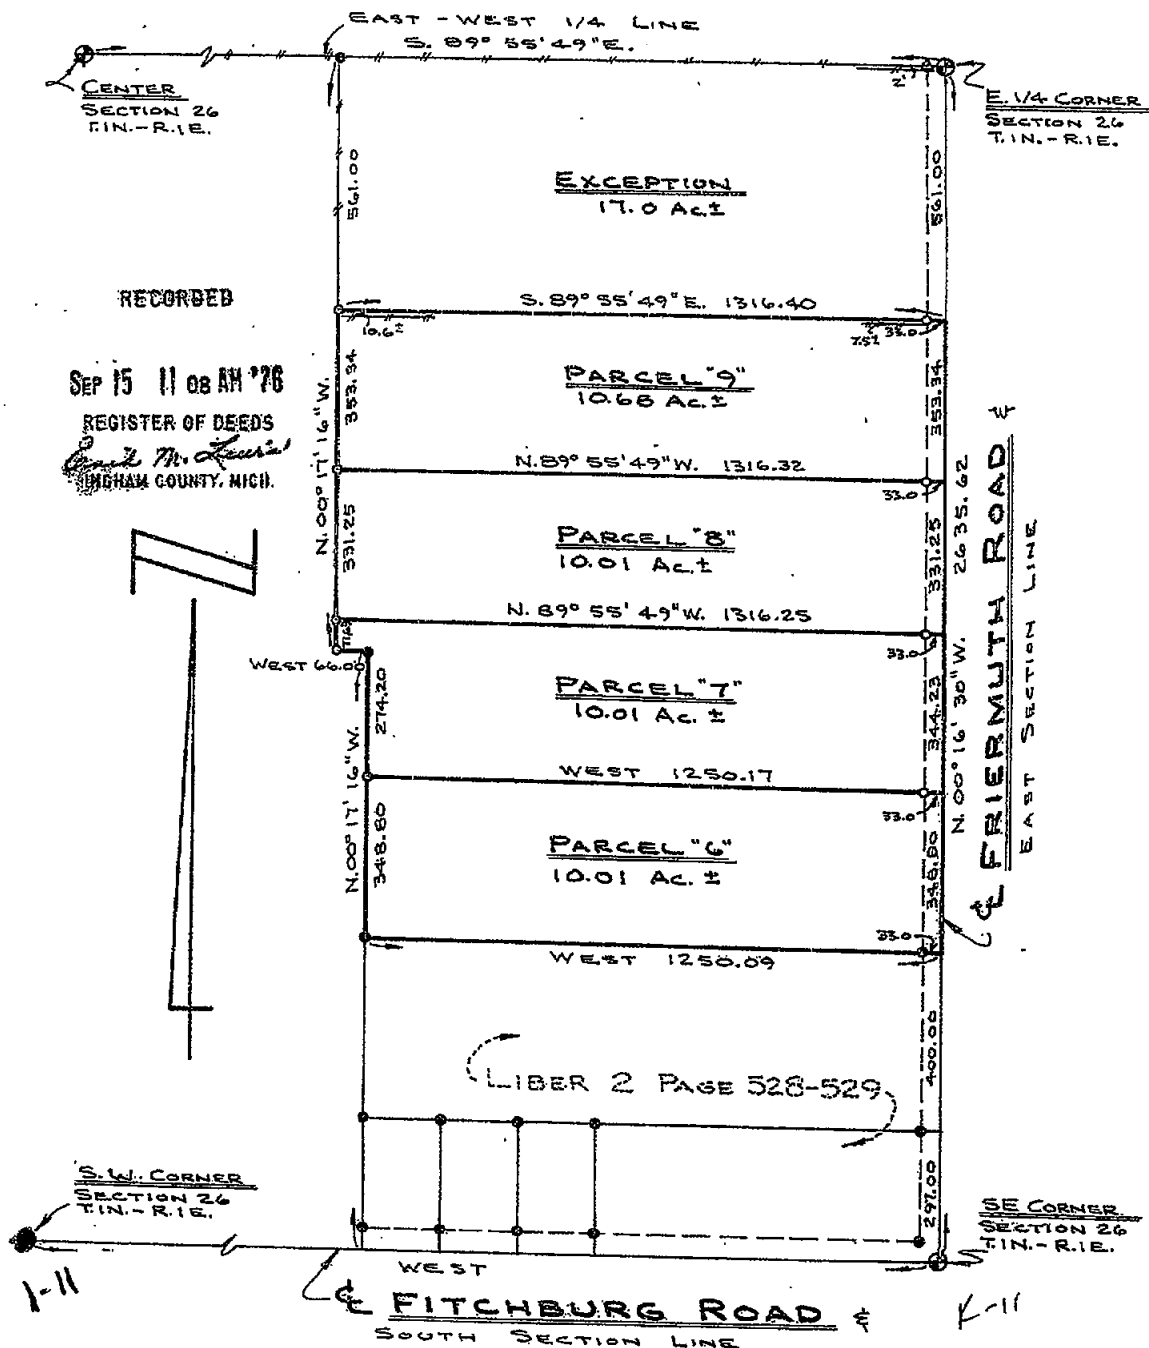 EAST - WEST 1/4 LINE
S. 89° 55' 49" E.
CENTER
SECTION 26
T.1N.-R.1E.
2'
E. 1/4 CORNER
SECTION 26
T.1N.-R.1E.
561.00
561.00
EXCEPTION
17.0 Ac.±
RECORDED
SEP 15 11 08 AM '76
REGISTER OF DEEDS
INGHAM COUNTY, MICH.
S. 89° 55' 49" E. 1316.40
10.6±
7.5±
33.0
353.34
353.34
PARCEL "9"
10.68 Ac.±
N. 00° 17' 16" W.
N. 89° 55' 49" W. 1316.32
33.0
331.25
331.25
PARCEL "8"
10.01 Ac.±
2635.62
N. 00° 16' 30" W.
℄ FRIERMUTH ROAD &
EAST SECTION LINE
N. 89° 55' 49" W. 1316.25
33.0
WEST 66.00
274.20
344.23
PARCEL "7"
10.01 Ac. ±
N. 00° 17' 16" W.
WEST 1250.17
33.0
348.80
348.80
PARCEL "6"
10.01 Ac. ±
33.0
WEST 1250.09
400.00
LIBER 2 PAGE 528-529
297.00
S.W. CORNER
SECTION 26
T.1N.-R.1E.
SE CORNER
SECTION 26
T.1N.-R.1E.
WEST
℄ FITCHBURG ROAD &
SOUTH SECTION LINE
1-11
K-11